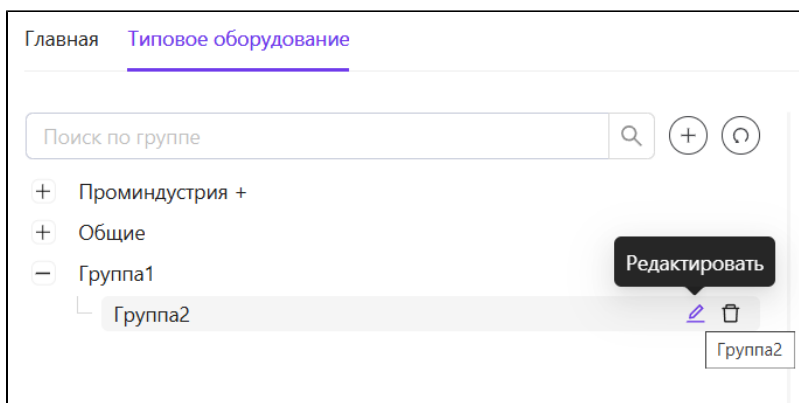 Главная Типовое оборудование
Поиск по группе
Проминдустрия +
Общие
Группа1
Редактировать
Группа2
Группа2